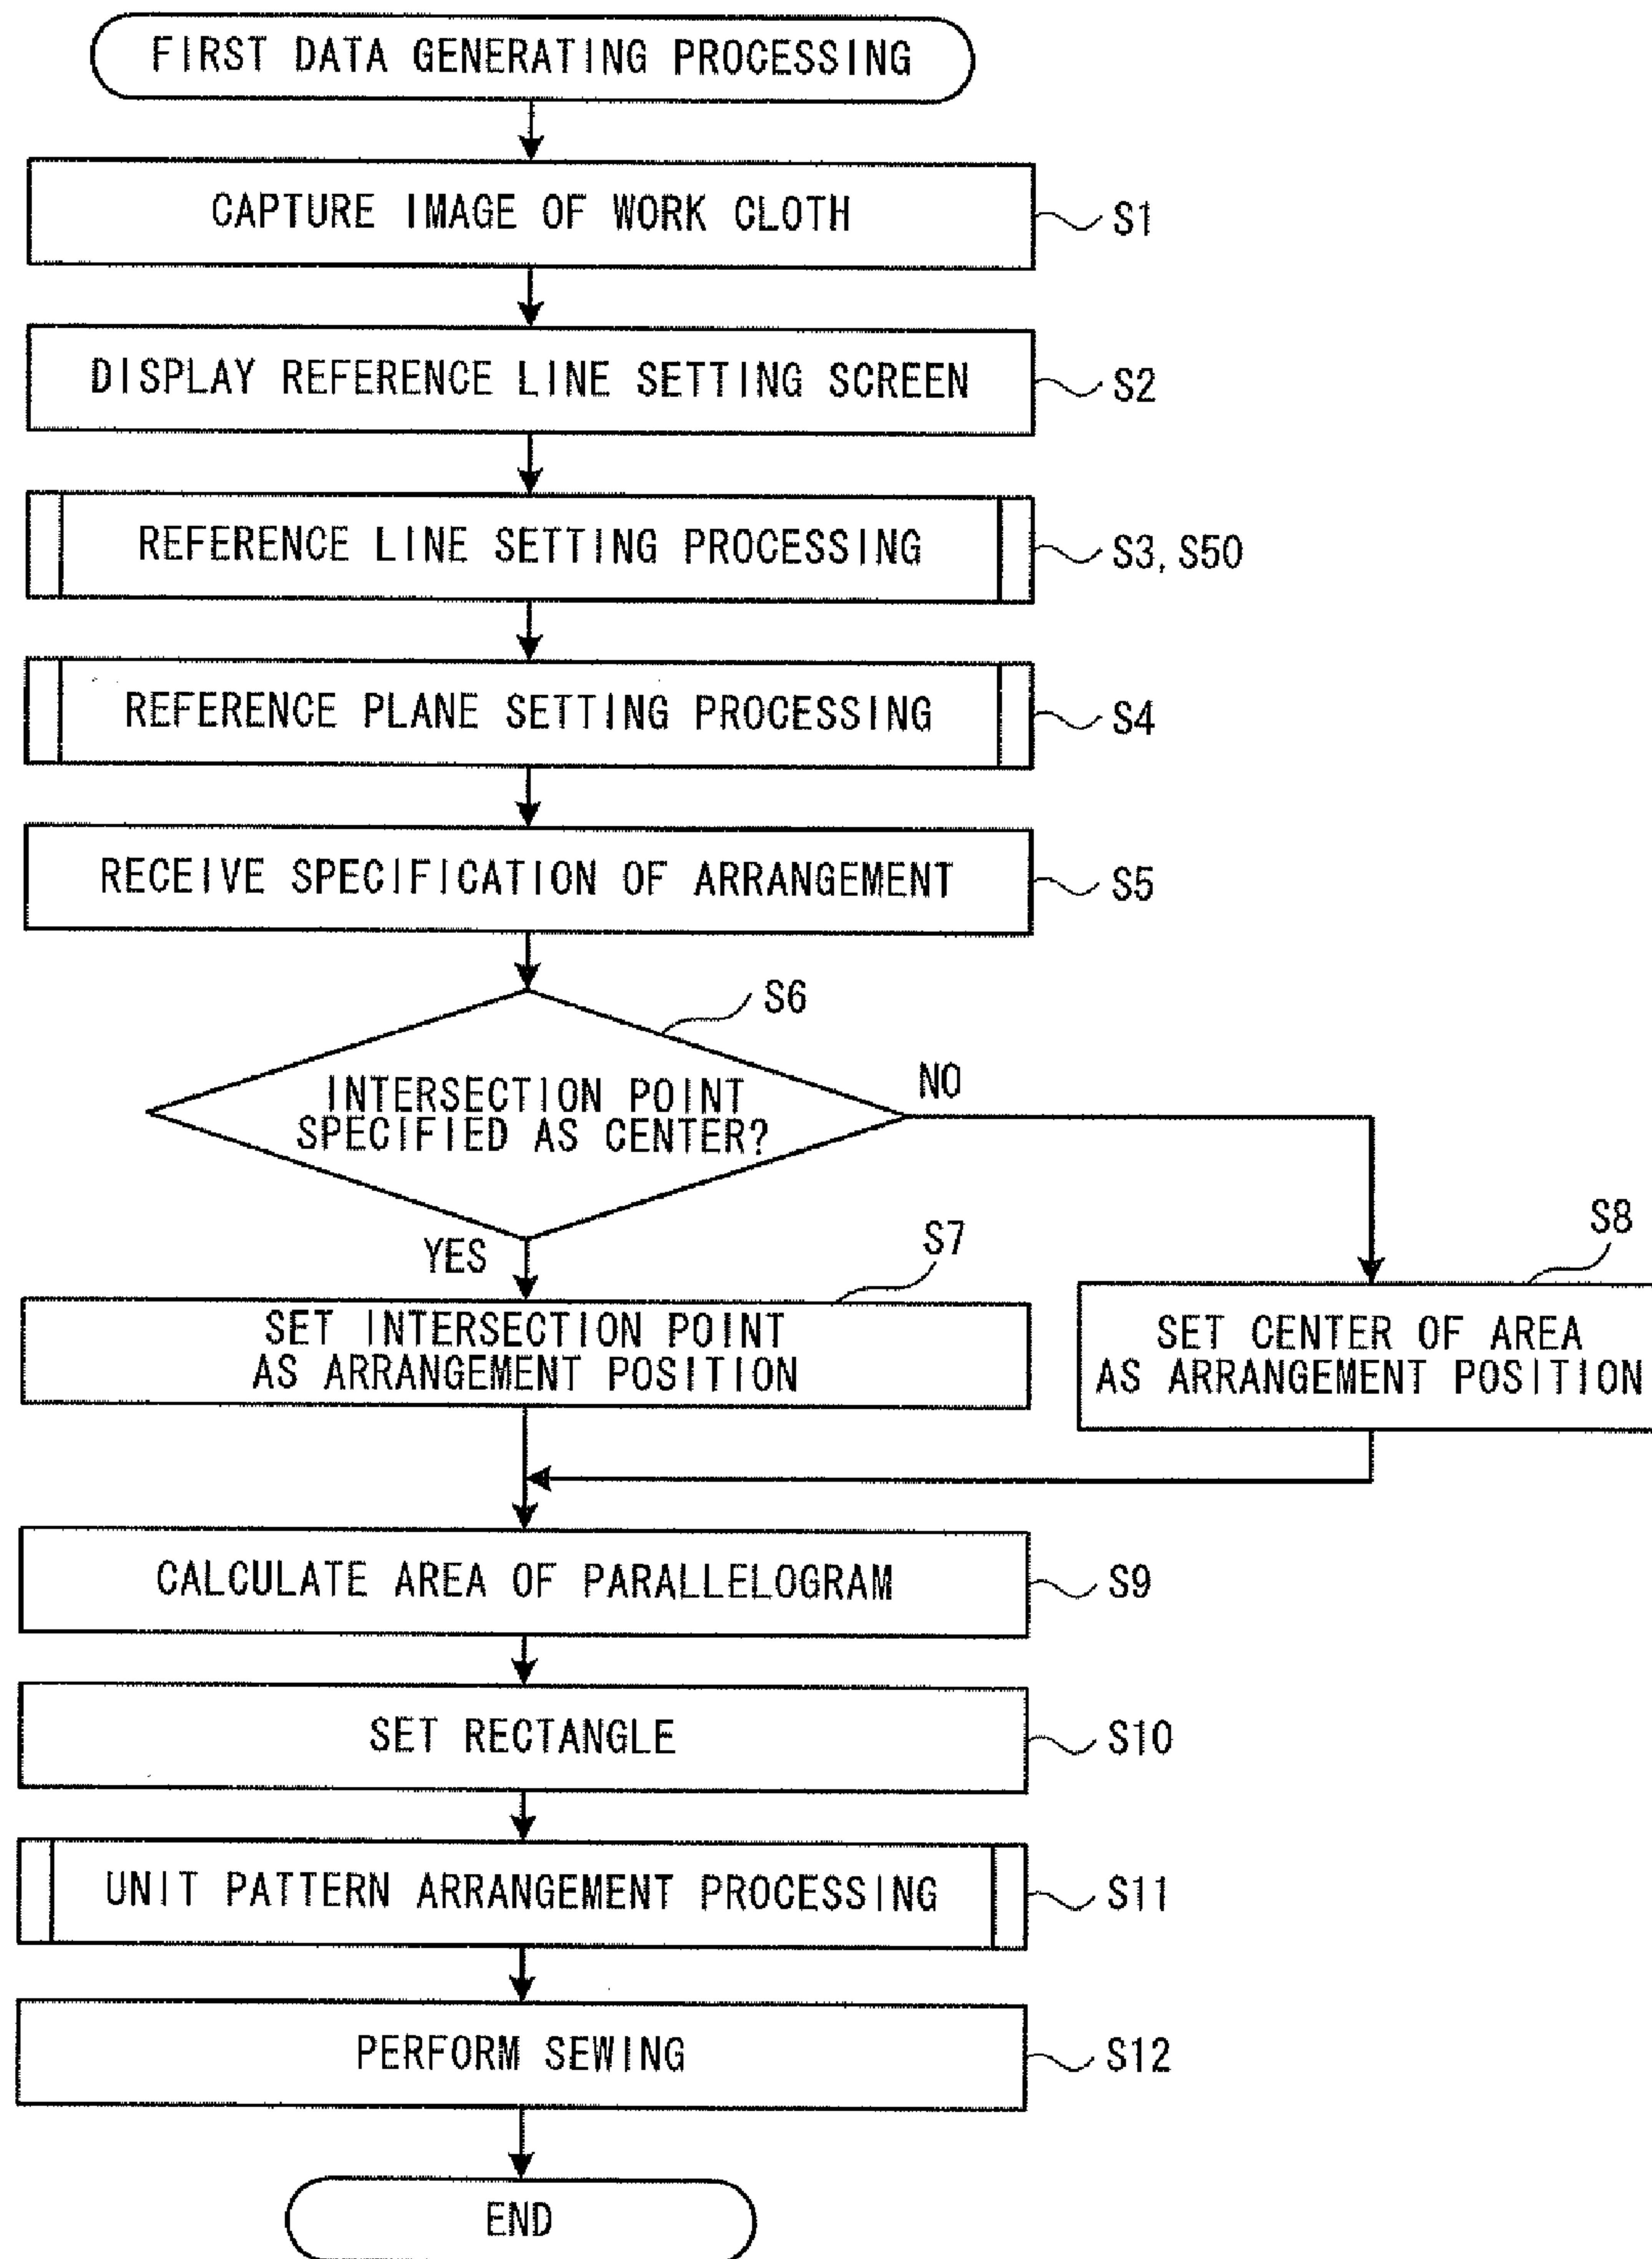 FIRST DATA GENERATING PROCESSING
CAPTURE IMAGE OF WORK CLOTH
S1
DISPLAY REFERENCE LINE SETTING SCREEN
S2
REFERENCE LINE SETTING PROCESSING
S3, S50
REFERENCE PLANE SETTING PROCESSING
S4
RECEIVE SPECIFICATION OF ARRANGEMENT
S5
S6
INTERSECTION POINT
SPECIFIED AS CENTER?
NO
YES
S7
SET INTERSECTION POINT
AS ARRANGEMENT POSITION
S8
SET CENTER OF AREA
AS ARRANGEMENT POSITION
CALCULATE AREA OF PARALLELOGRAM
S9
SET RECTANGLE
S10
UNIT PATTERN ARRANGEMENT PROCESSING
S11
PERFORM SEWING
S12
END